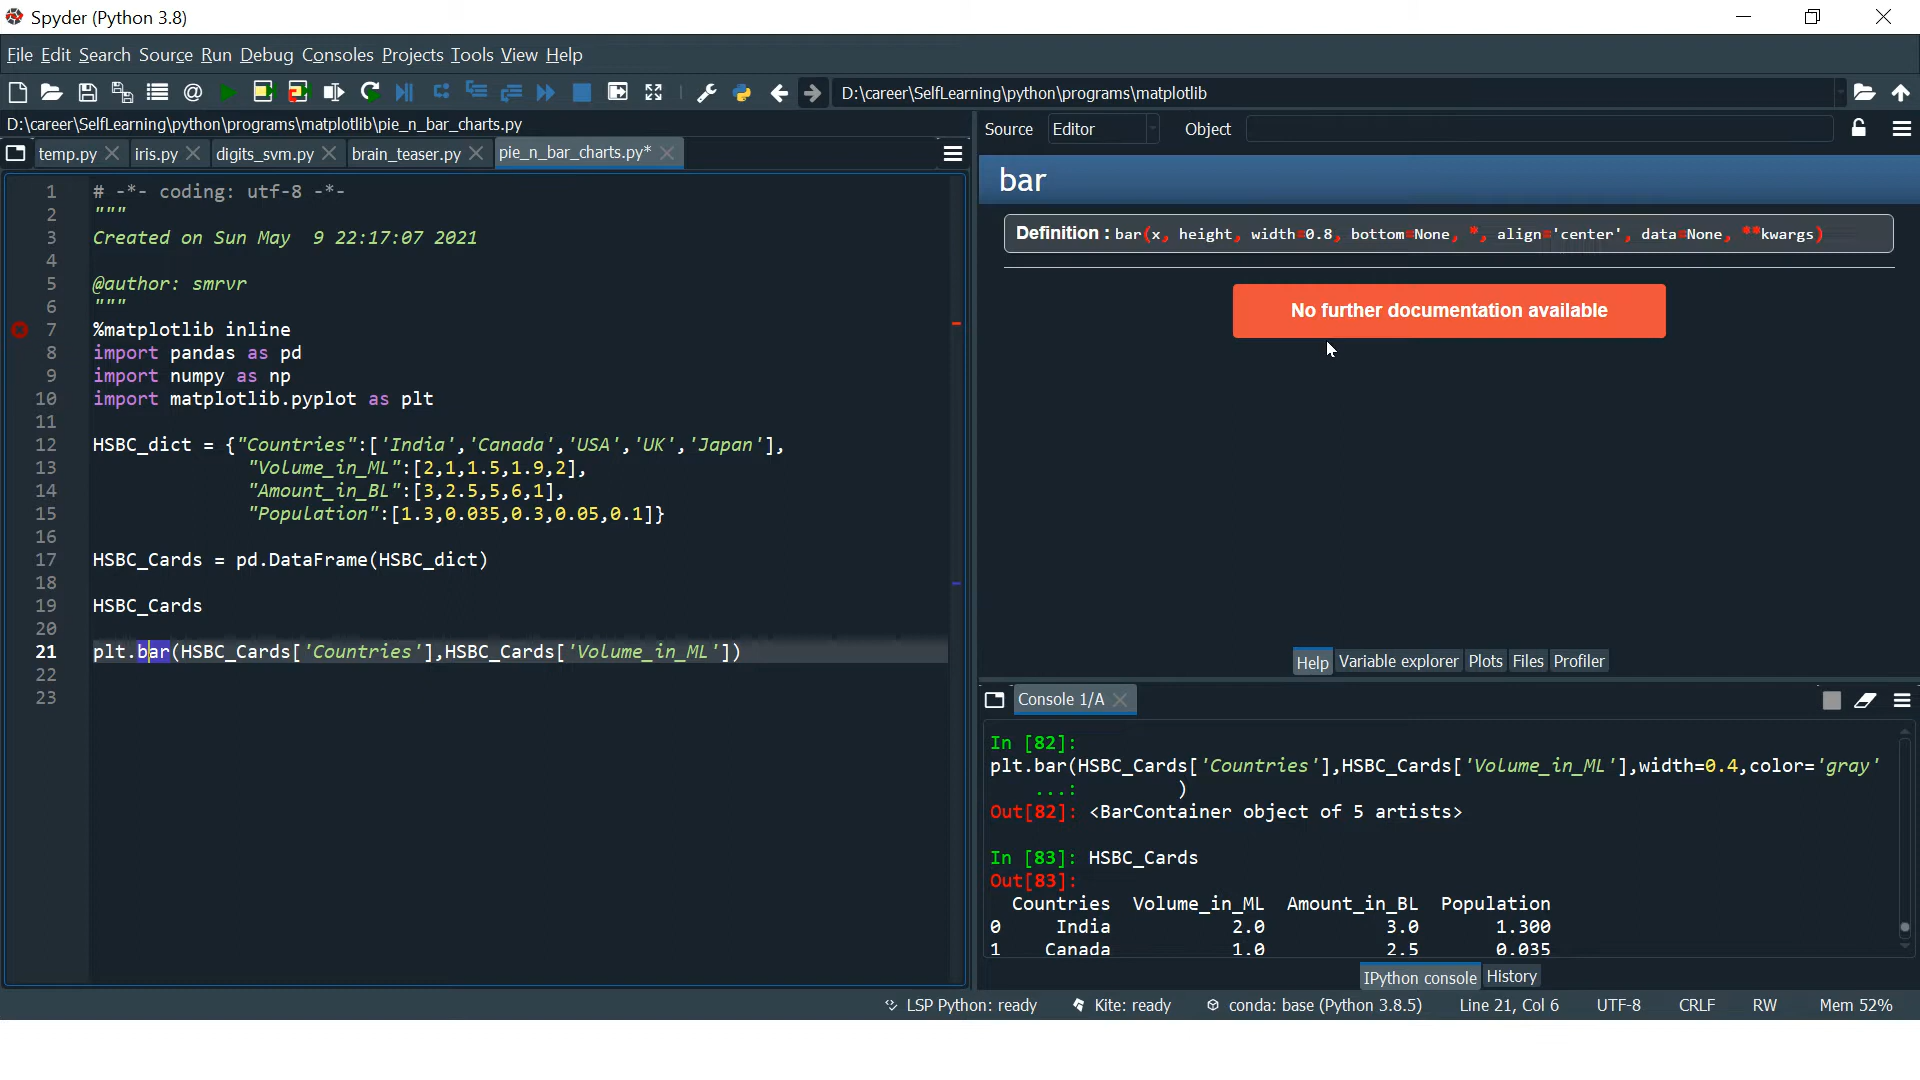 Spyder (Python 3.8)
File Edit Search Source Run Debug Consoles Projects Tools View Help
D:\career\SelfLearning\python\programs\matplotlib
D:\career\SelfLearning\python\programs\matplotlib\pie_n_bar_charts.py
temp.py iris.py digits_svm.py brain_teaser.py pie_n_bar_charts.py*
1 # -*- coding: utf-8 -*-
2 """
3 Created on Sun May  9 22:17:07 2021
4
5 @author: smrvr
6 """
7 %matplotlib inline
8 import pandas as pd
9 import numpy as np
10 import matplotlib.pyplot as plt
11
12 HSBC_dict = {"Countries":['India','Canada','USA','UK','Japan'],
13 "Volume_in_ML":[2,1,1.5,1.9,2],
14 "Amount_in_BL":[3,2.5,5,6,1],
15 "Population":[1.3,0.035,0.3,0.05,0.1]}
16
17 HSBC_Cards = pd.DataFrame(HSBC_dict)
18
19 HSBC_Cards
20
21 plt.bar(HSBC_Cards['Countries'],HSBC_Cards['Volume_in_ML'])
22
23
Source Editor Object
bar
Definition : bar(x, height, width=0.8, bottom=None, *, align='center', data=None, **kwargs)
No further documentation available
Help Variable explorer Plots Files Profiler
Console 1/A
In [82]:
plt.bar(HSBC_Cards['Countries'],HSBC_Cards['Volume_in_ML'],width=0.4,color='gray'
...: )
Out[82]: <BarContainer object of 5 artists>
In [83]: HSBC_Cards
Out[83]:
Countries Volume_in_ML Amount_in_BL Population
0 India 2.0 3.0 1.300
1 Canada 1.0 2.5 0.035
IPython console History
LSP Python: ready Kite: ready conda: base (Python 3.8.5) Line 21, Col 6 UTF-8 CRLF RW Mem 52%